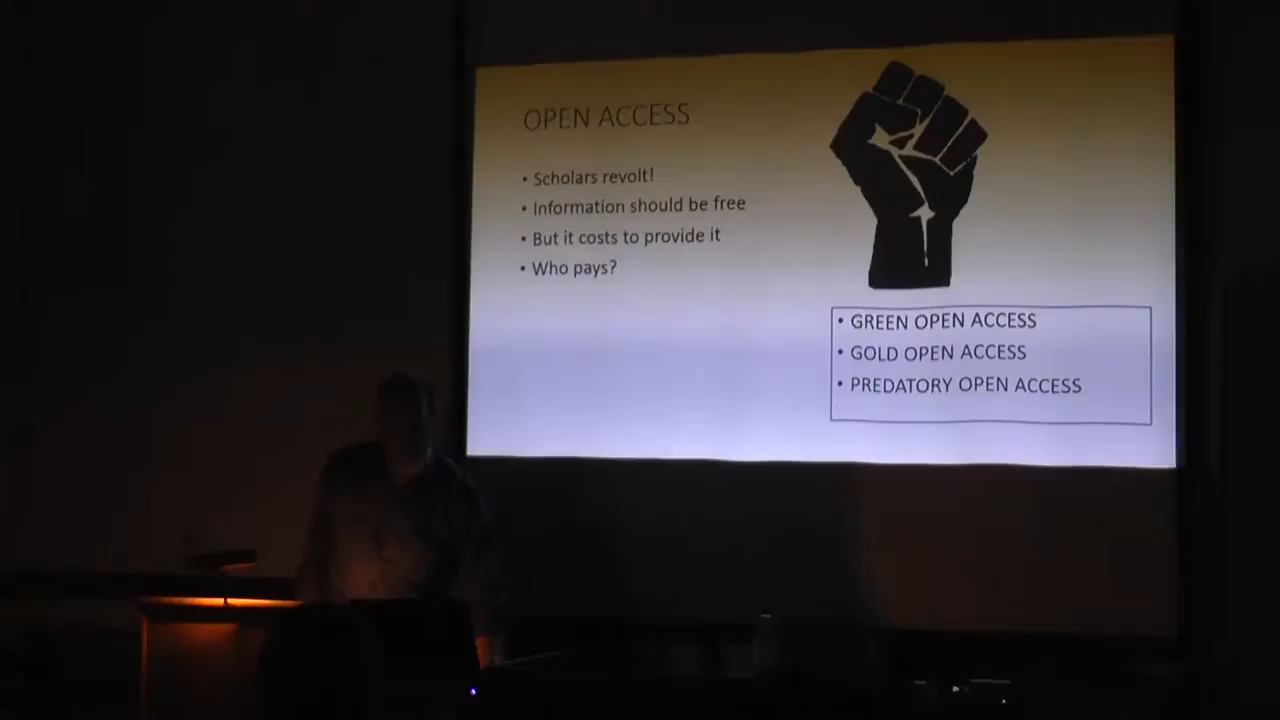 OPEN ACCESS
• Scholars revolt!
• Information should be free
• But it costs to provide it
• Who pays?
• GREEN OPEN ACCESS
• GOLD OPEN ACCESS
• PREDATORY OPEN ACCESS